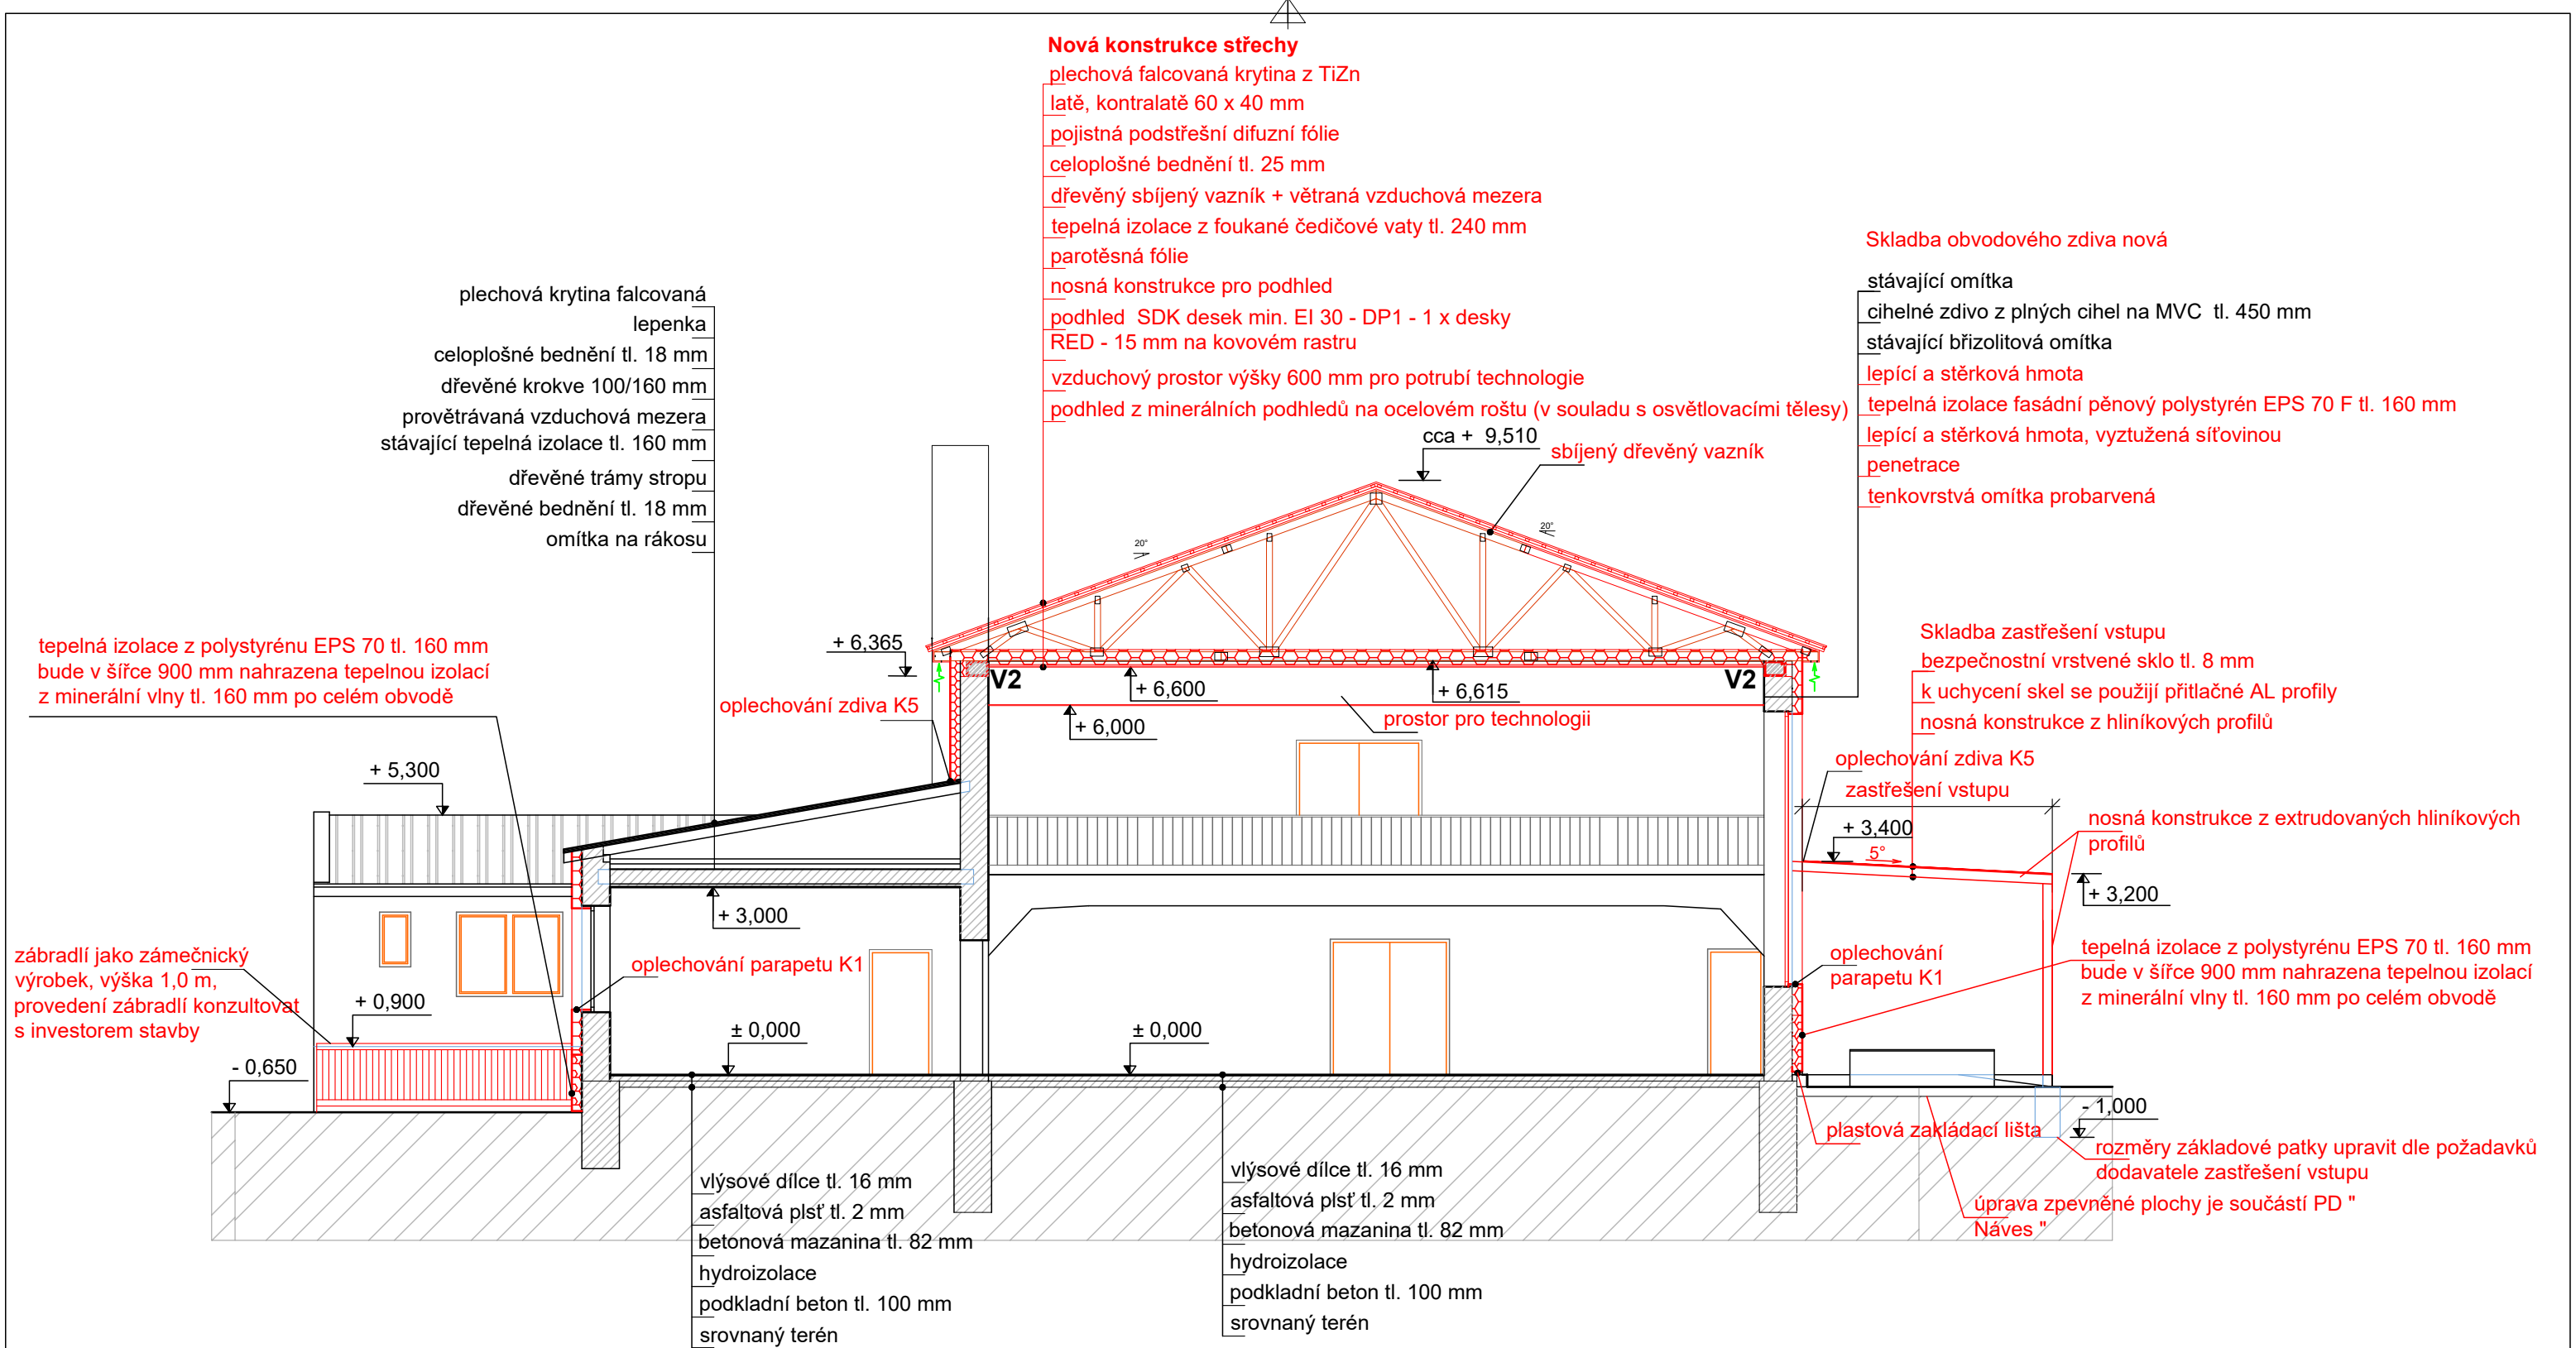 Nová konstrukce střechy
plechová falcovaná krytina z TiZn
latě, kontralatě 60 x 40 mm
pojistná podstřešní difuzní fólie
celoplošné bednění tl. 25 mm
dřevěný sbíjený vazník + větraná vzduchová mezera
tepelná izolace z foukané čedičové vaty tl. 240 mm
parotěsná fólie
nosná konstrukce pro podhled
podhled SDK desek min. EI 30 - DP1 - 1 x desky
RED - 15 mm na kovovém rastru
vzduchový prostor výšky 600 mm pro potrubí technologie
podhled z minerálních podhledů na ocelovém roštu (v souladu s osvětlovacími tělesy)
plechová krytina falcovaná
lepenka
celoplošné bednění tl. 18 mm
dřevěné krokve 100/160 mm
provětrávaná vzduchová mezera
stávající tepelná izolace tl. 160 mm
dřevěné trámy stropu
dřevěné bednění tl. 18 mm
omítka na rákosu
Skladba obvodového zdiva nová
stávající omítka
cihelné zdivo z plných cihel na MVC tl. 450 mm
stávající břizolitová omítka
lepící a stěrková hmota
tepelná izolace fasádní pěnový polystyrén EPS 70 F tl. 160 mm
lepící a stěrková hmota, vyztužená síťovinou
penetrace
tenkovrstvá omítka probarvená
cca + 9,510
sbíjený dřevěný vazník
20°
20°
tepelná izolace z polystyrénu EPS 70 tl. 160 mm
bude v šířce 900 mm nahrazena tepelnou izolací
z minerální vlny tl. 160 mm po celém obvodě
+ 6,365
oplechování zdiva K5
V2
V2
+ 6,600
+ 6,615
+ 6,000
prostor pro technologii
Skladba zastřešení vstupu
bezpečnostní vrstvené sklo tl. 8 mm
k uchycení skel se použijí přitlačné AL profily
nosná konstrukce z hliníkových profilů
oplechování zdiva K5
zastřešení vstupu
+ 5,300
+ 3,400
5°
nosná konstrukce z extrudovaných hliníkových
profilů
+ 3,200
+ 3,000
zábradlí jako zámečnický
výrobek, výška 1,0 m,
provedení zábradlí konzultovat
s investorem stavby
+ 0,900
- 0,650
oplechování parapetu K1
± 0,000
± 0,000
oplechování
parapetu K1
tepelná izolace z polystyrénu EPS 70 tl. 160 mm
bude v šířce 900 mm nahrazena tepelnou izolací
z minerální vlny tl. 160 mm po celém obvodě
- 1,000
plastová zakládací lišta
rozměry základové patky upravit dle požadavků
dodavatele zastřešení vstupu
úprava zpevněné plochy je součástí PD "
Náves "
vlýsové dílce tl. 16 mm
asfaltová plsť tl. 2 mm
betonová mazanina tl. 82 mm
hydroizolace
podkladní beton tl. 100 mm
srovnaný terén
vlýsové dílce tl. 16 mm
asfaltová plsť tl. 2 mm
betonová mazanina tl. 82 mm
hydroizolace
podkladní beton tl. 100 mm
srovnaný terén